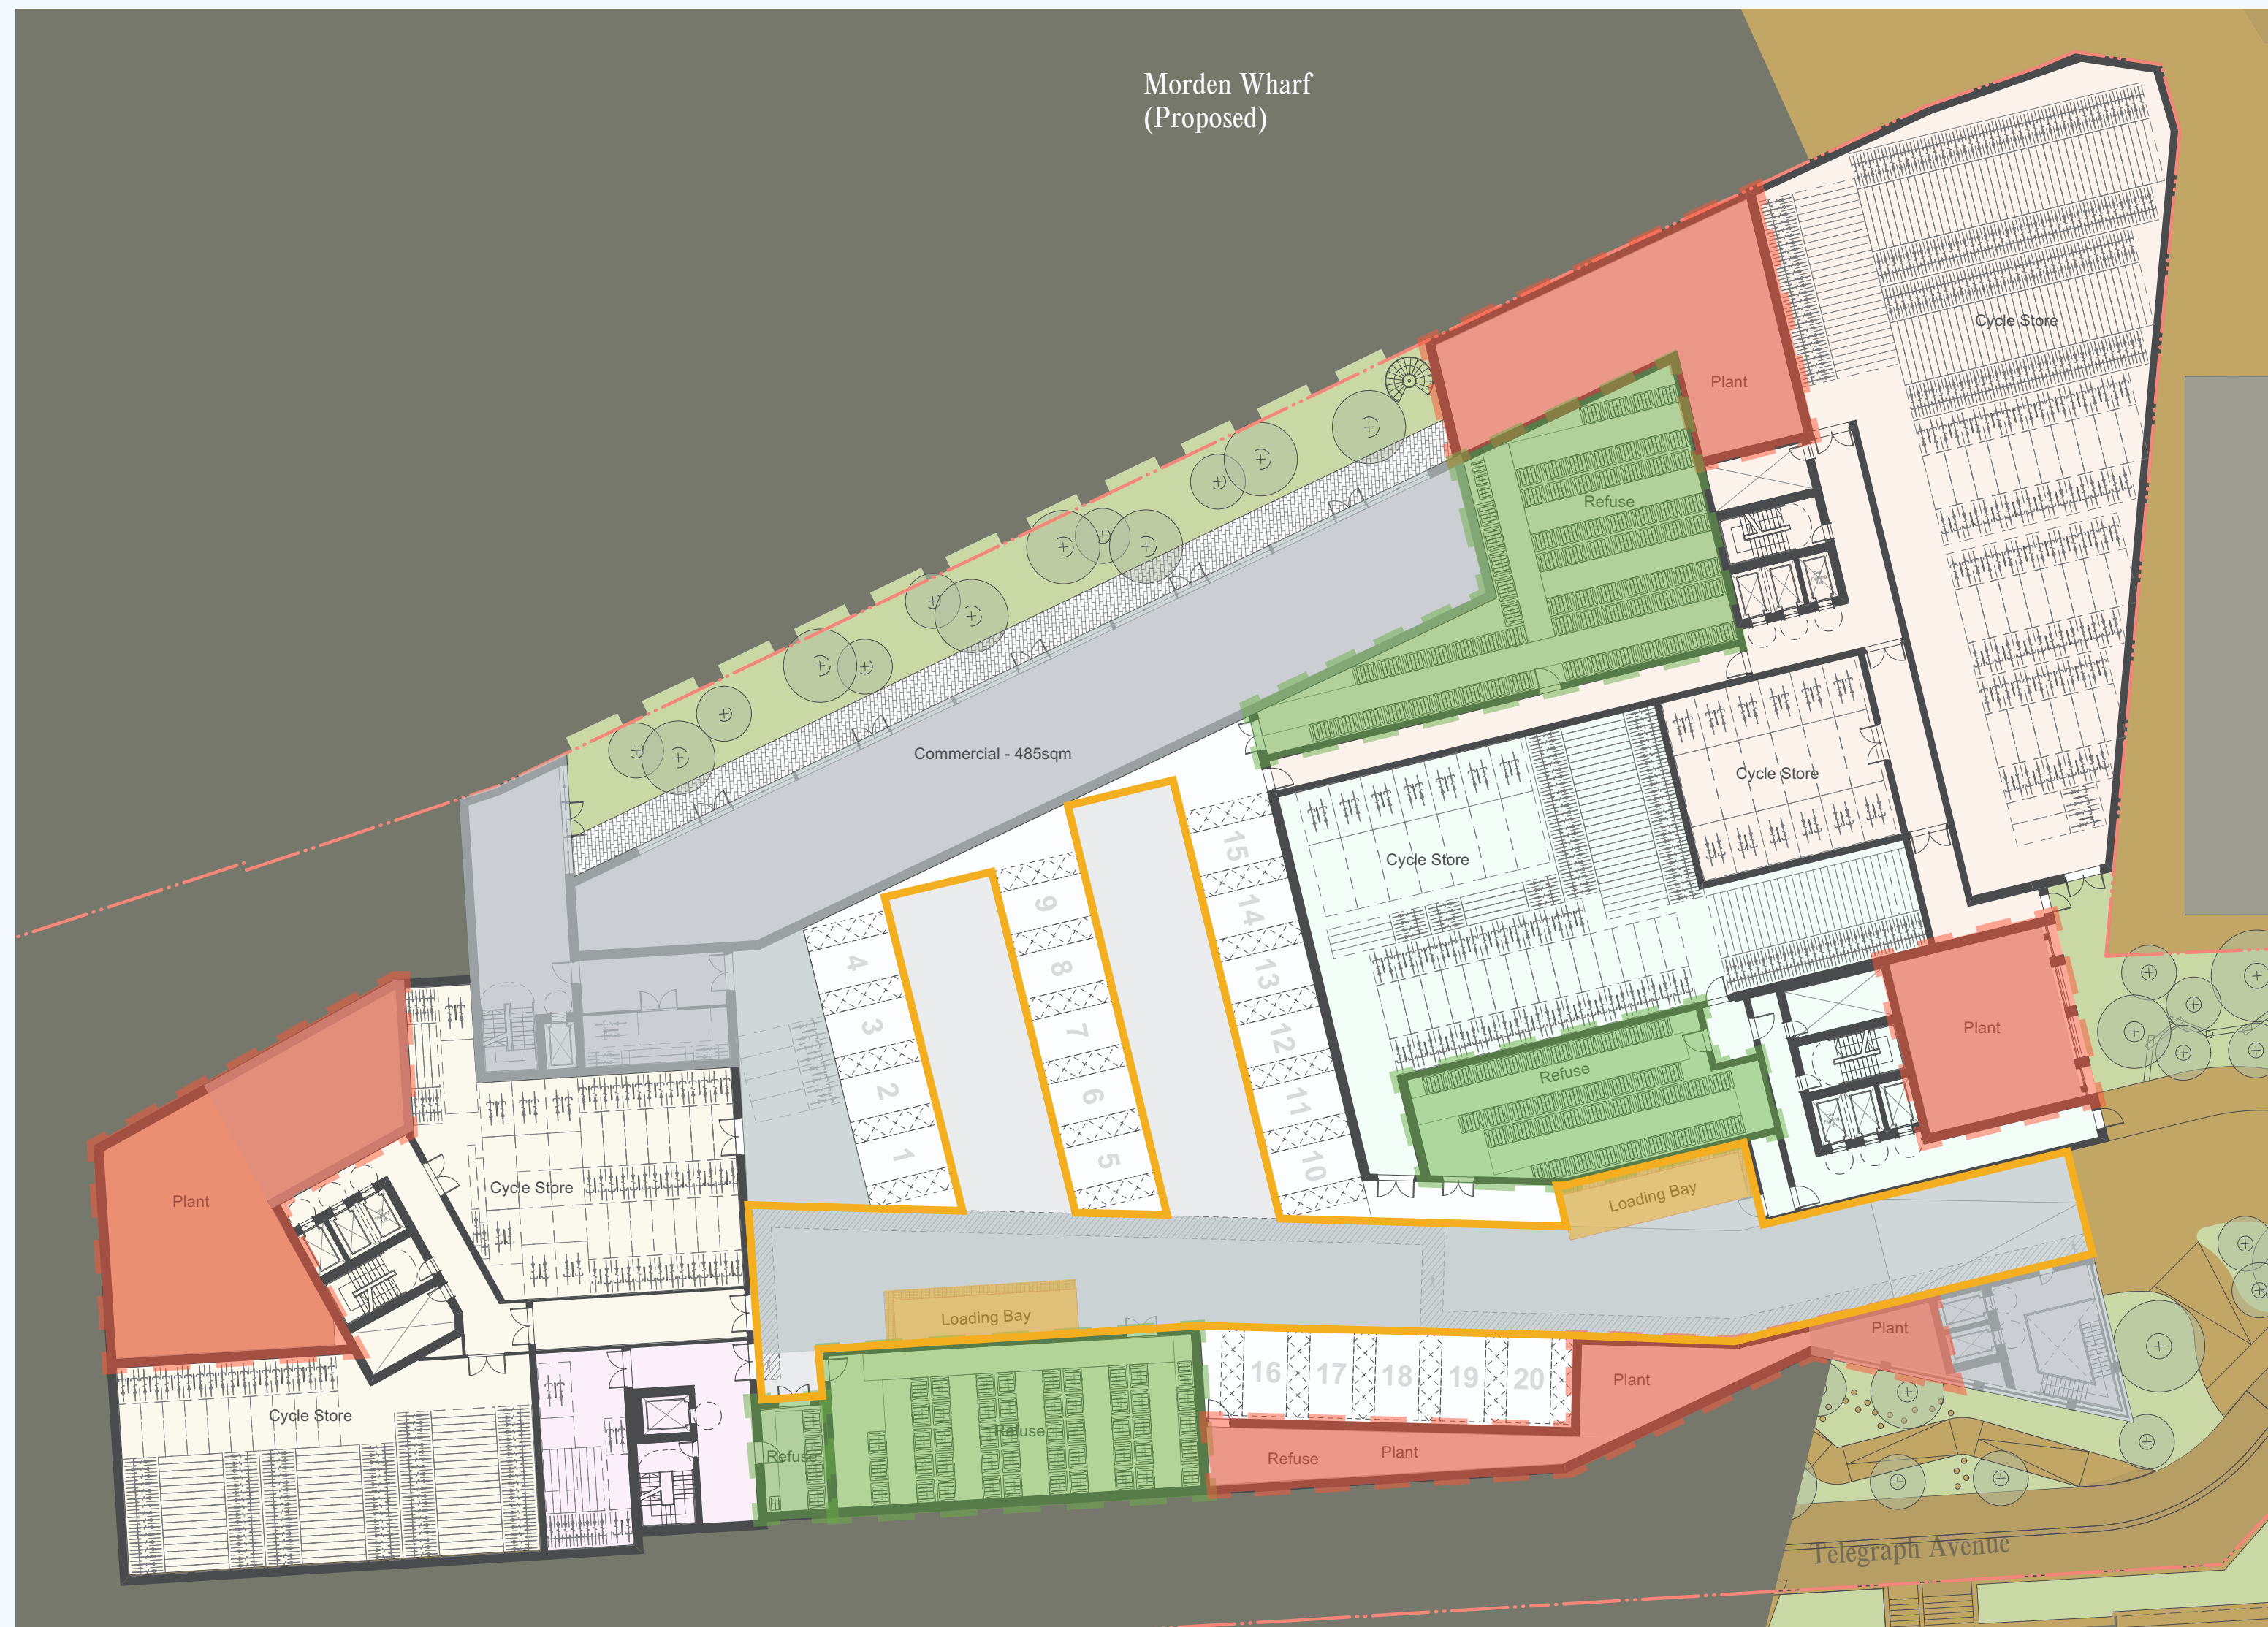 Morden Wharf
(Proposed)
Cycle Store
Plant
Refuse
Commercial - 485sqm
Cycle Store
Cycle Store
15
14
13
12
11
10
9
8
7
6
5
4
3
2
1
Plant
Refuse
Loading Bay
Plant
Cycle Store
Cycle Store
Loading Bay
Plant
Plant
16
17
18
19
20
Refuse
Refuse
Refuse
Plant
Telegraph Avenue